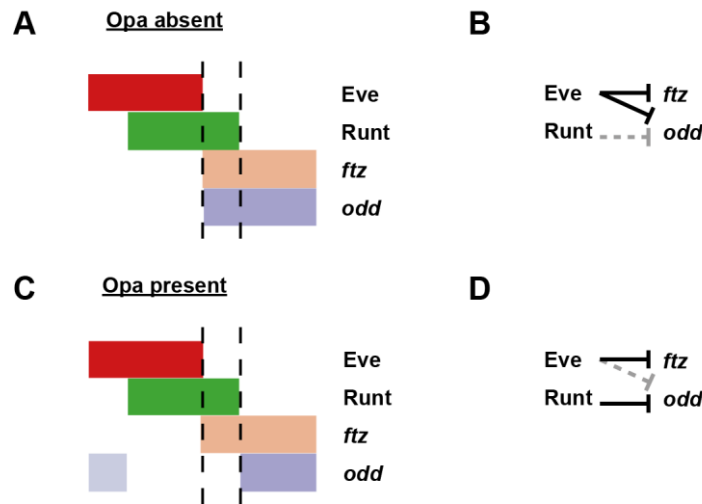 A Opa absent B
Eve
Runt
ftz
odd
Eve ftz
Runt odd
C Opa present D
Eve
Runt
ftz
odd
Eve ftz
Runt odd